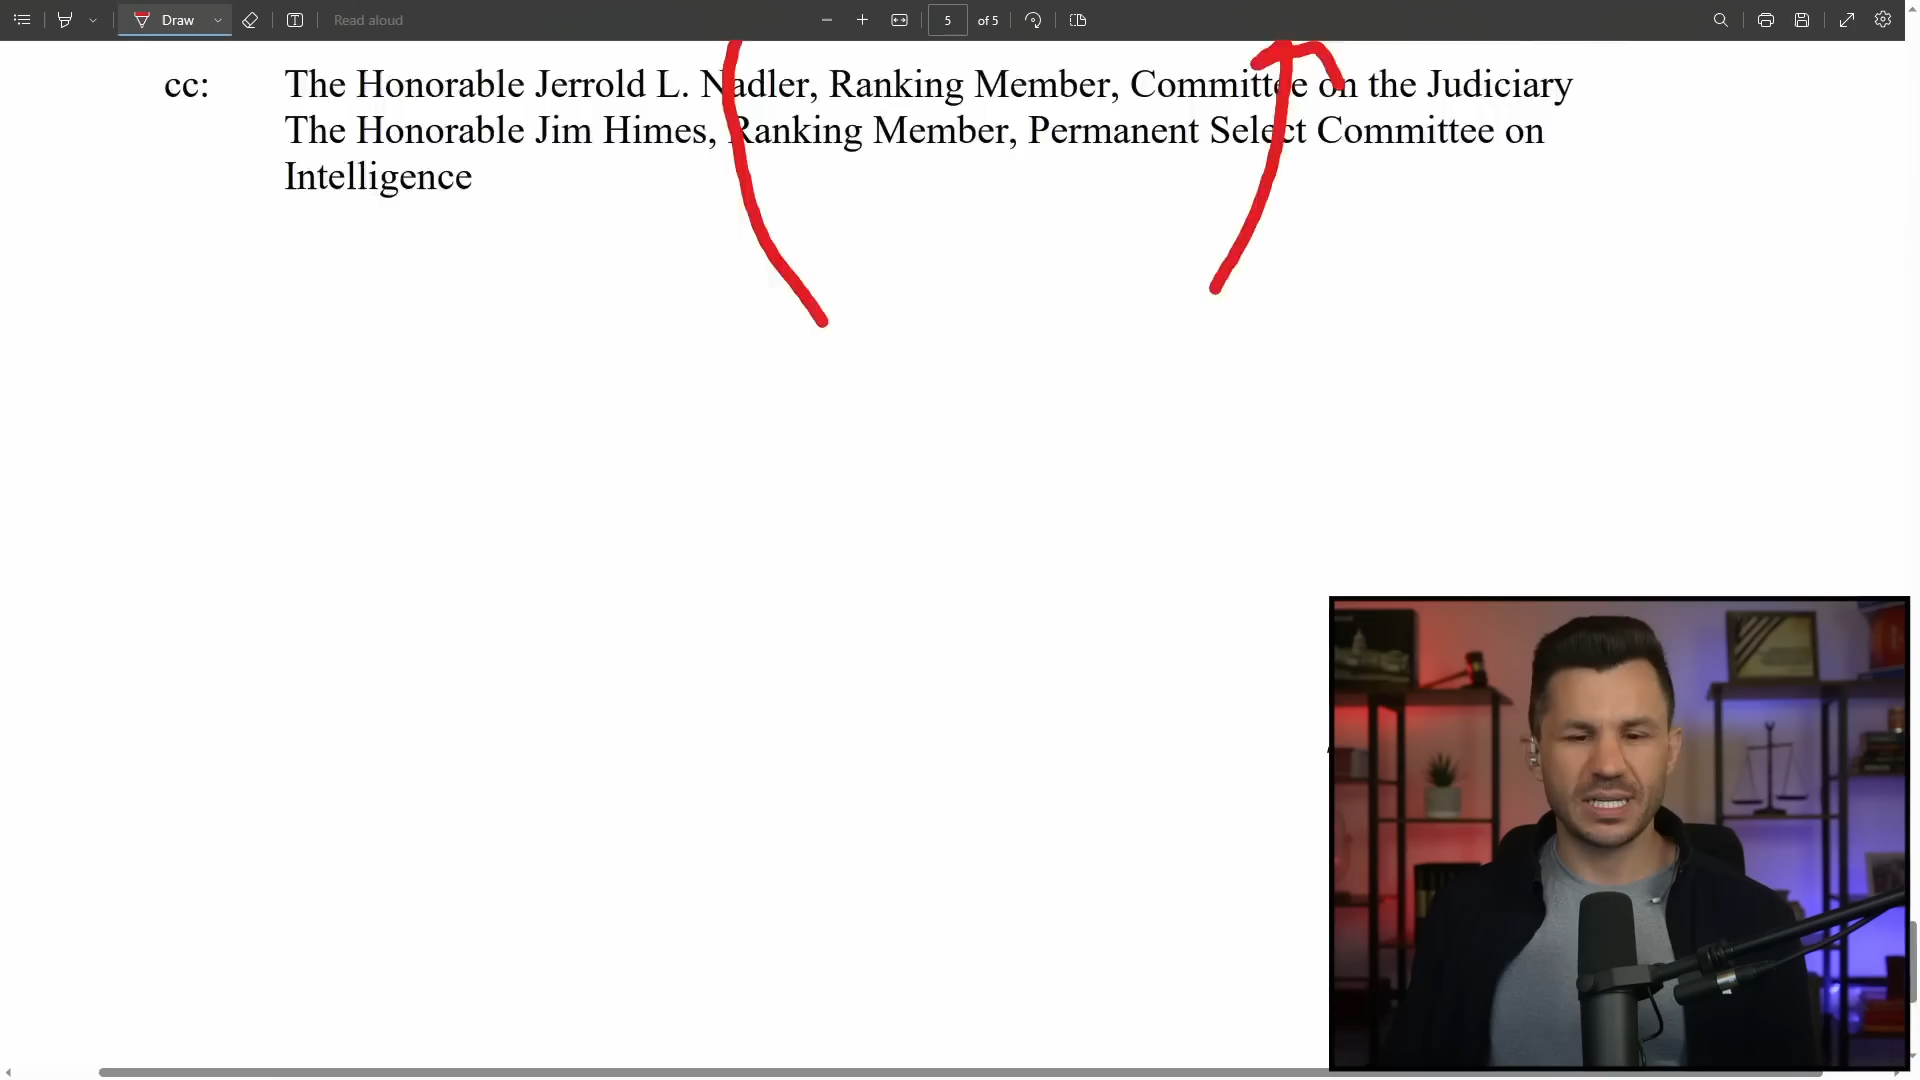 Draw
Read aloud
5
of 5
cc: The Honorable Jerrold L. Nadler, Ranking Member, Committee on the Judiciary
The Honorable Jim Himes, Ranking Member, Permanent Select Committee on
Intelligence